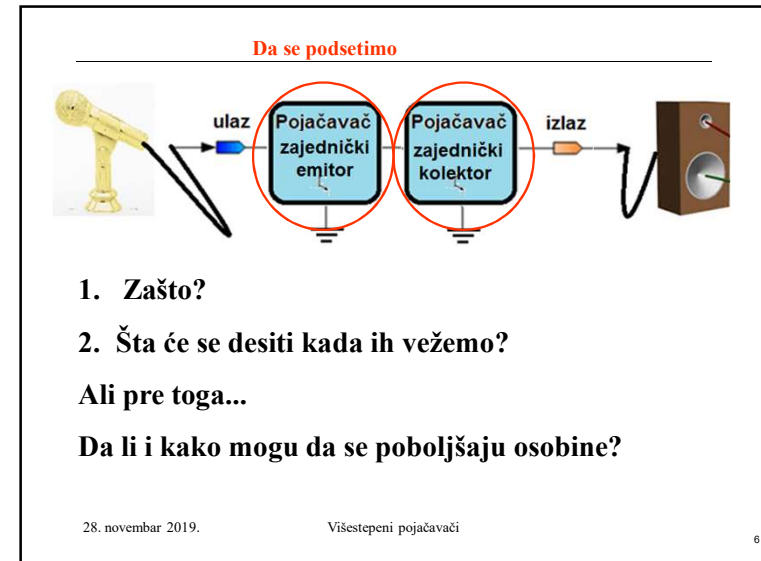 Da se podsetimo
ulaz
Pojačavač
zajednički
emitor
Pojačavač
zajednički
kolektor
izlaz
1. Zašto?
2. Šta će se desiti kada ih vežemo?
Ali pre toga...
Da li i kako mogu da se poboljšaju osobine?
28. novembar 2019.
Višestepeni pojačavači
6